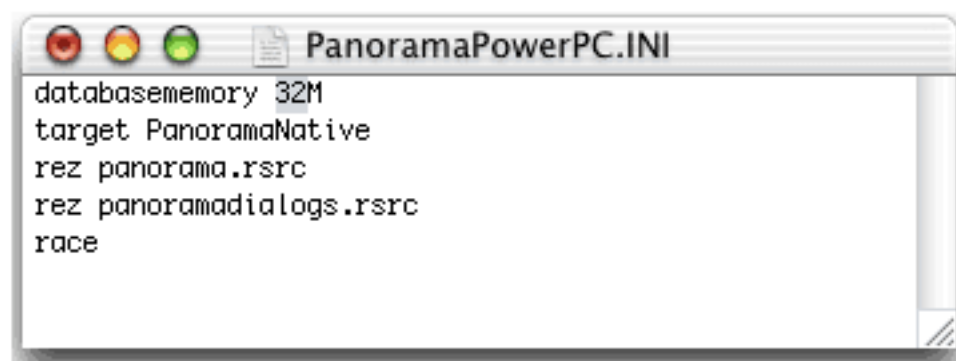 PanoramaPowerPC.INI
databasememory 32M
target PanoramaNative
rez panorama.rsrc
rez panoramadialogs.rsrc
race